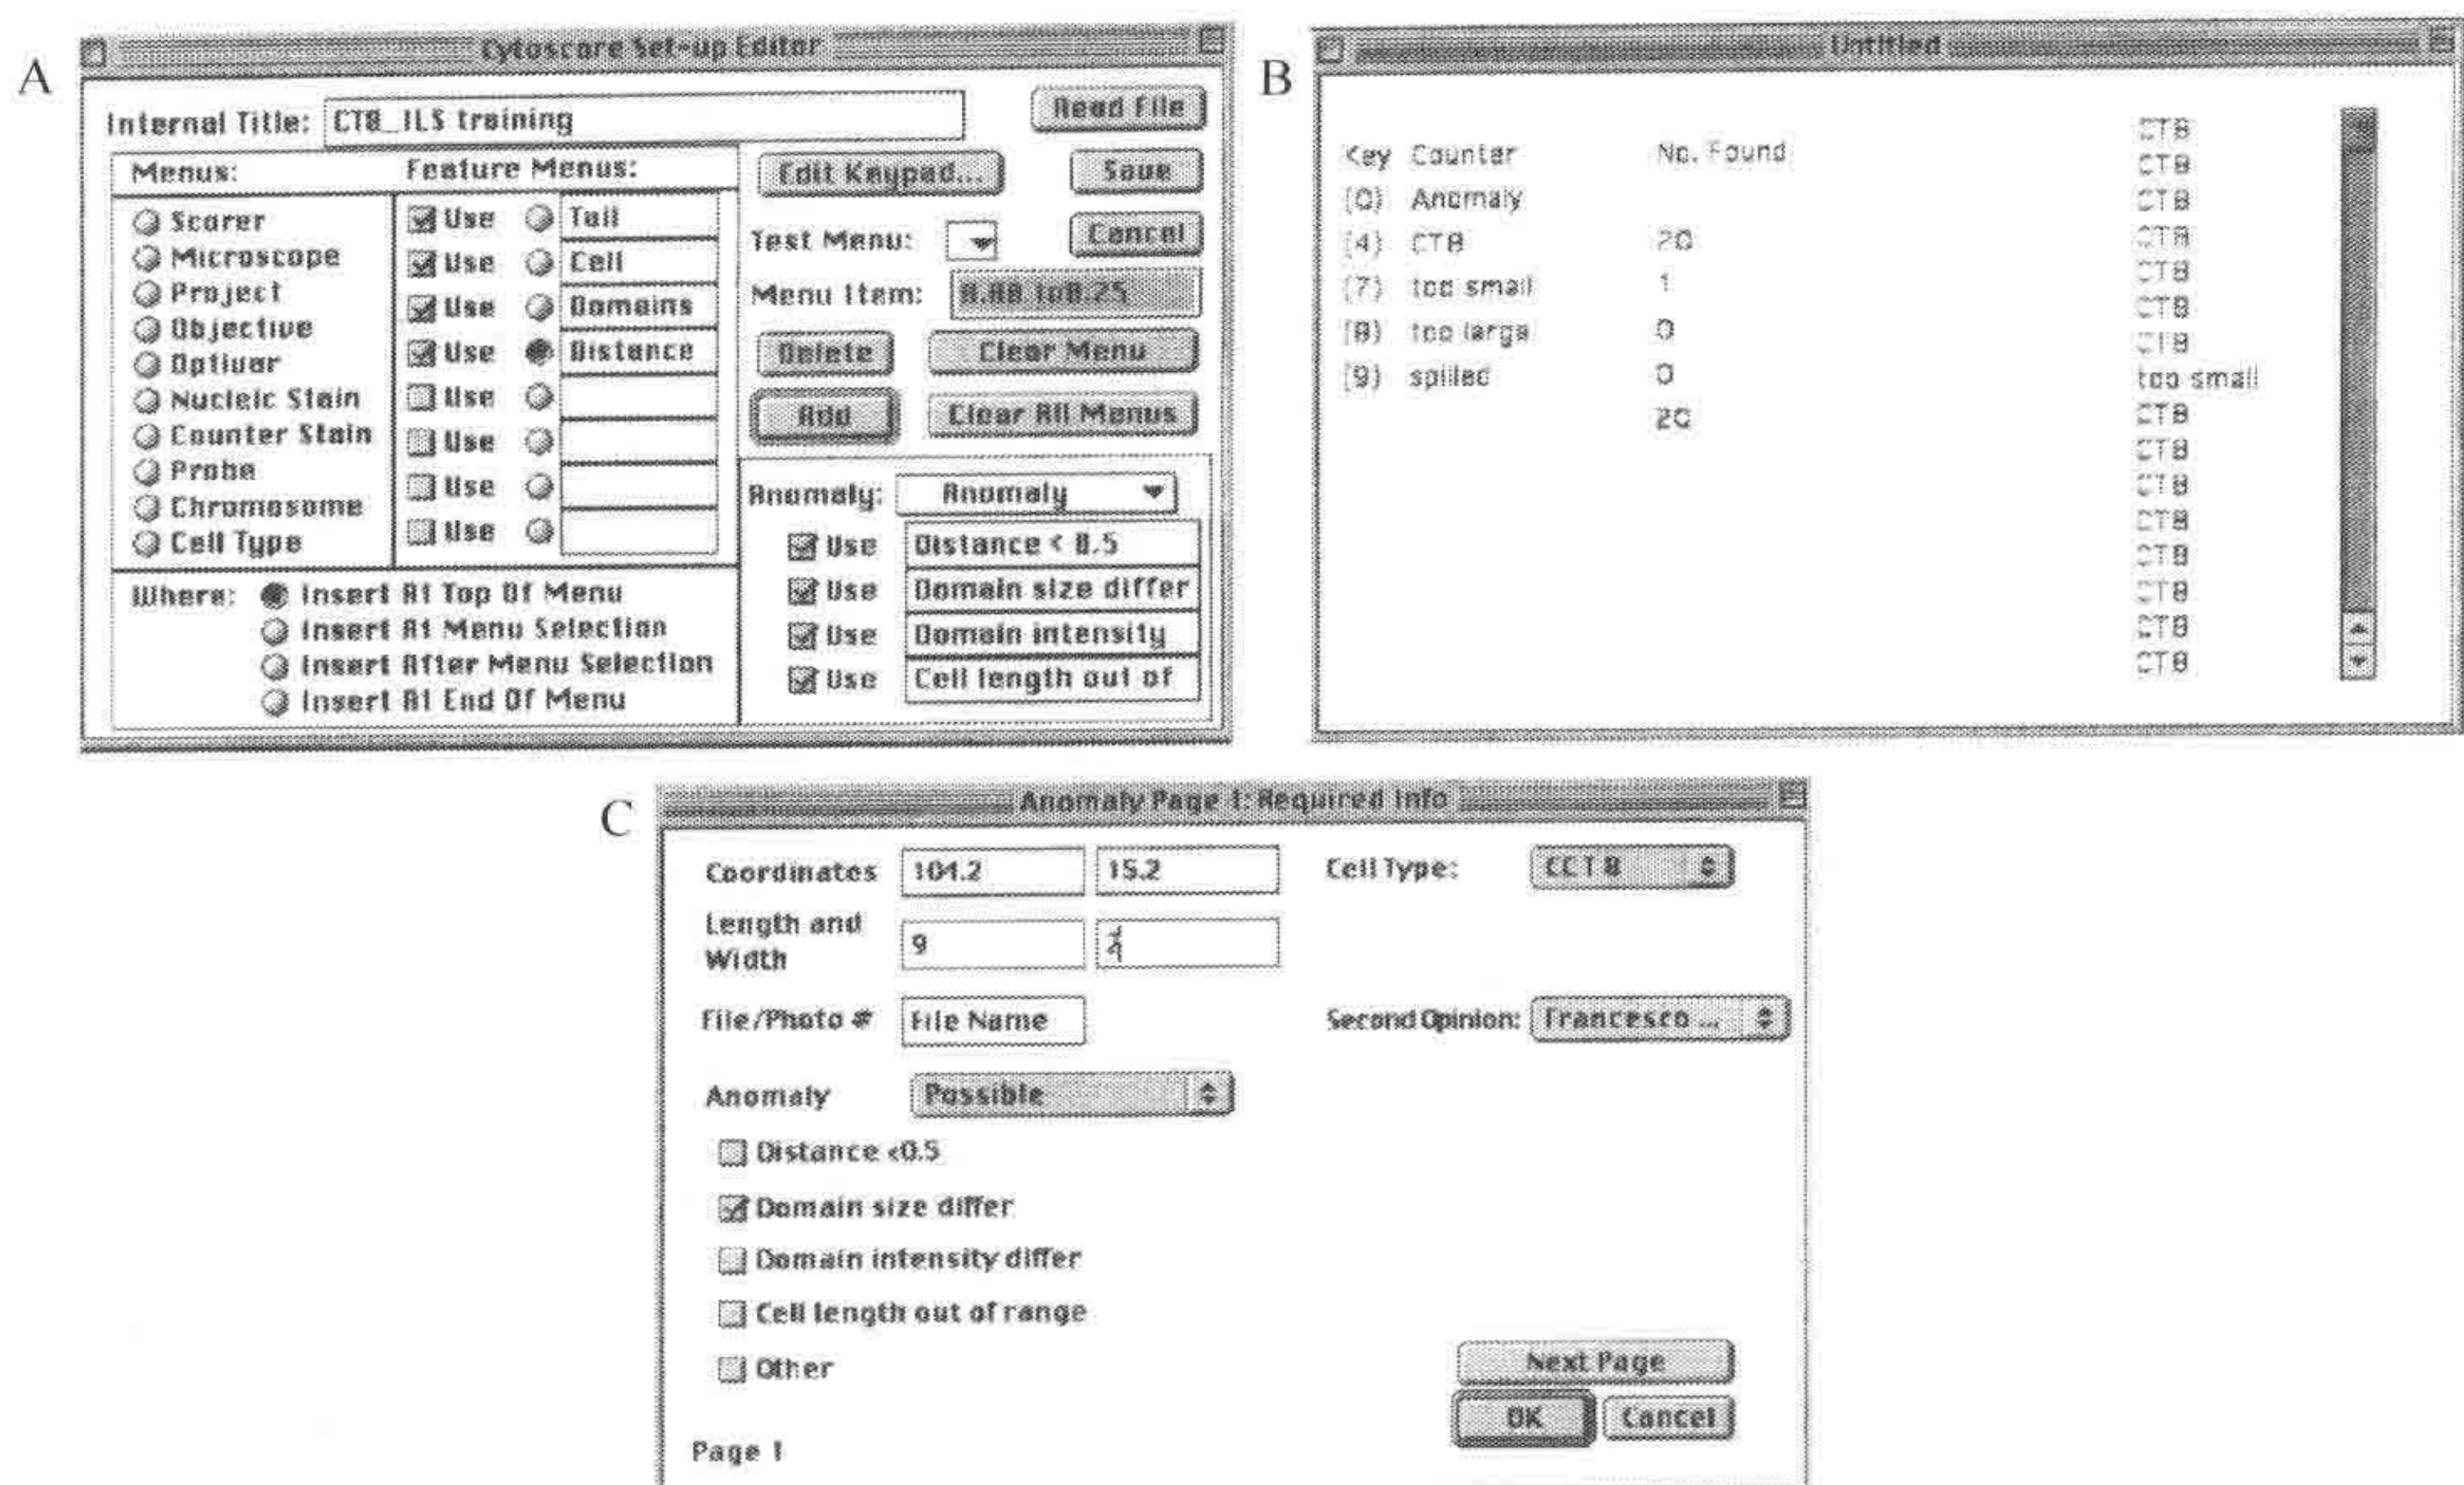 A
Cytoscore Set-up Editor
Internal Title: CT8_ILS training
Read File
Menus:
Feature Menus:
Edit Keypad...
Save
Scorer
Microscope
Project
Objective
Optivar
Nucleic Stain
Counter Stain
Probe
Chromosome
Cell Type
Use Tail
Use Cell
Use Domains
Use Distance
Use
Use
Use
Use
Test Menu:
Cancel
Menu Item:
Delete
Clear Menu
Add
Clear All Menus
Anomaly: Anomaly
Use Distance < 0.5
Use Domain size differ
Use Domain intensity
Use Cell length out of
Where: Insert At Top Of Menu
Insert At Menu Selection
Insert After Menu Selection
Insert At End Of Menu
B
Untitled
Key Counter No. Found
(0) Anomaly
(4) CT8 20
(7) too small 1
(8) too large 0
(9) spilled 0
20
CT8
CT8
CT8
CT8
CT8
CT8
CT8
too small
CT8
CT8
CT8
CT8
CT8
CT8
CT8
CT8
C
Anomaly Page 1: Required Info
Coordinates 104.2 15.2 Cell Type: CCT 8
Length and
Width
9
File/Photo # File Name Second Opinion: Francesco ...
Anomaly Possible
Distance <0.5
Domain size differ
Domain intensity differ
Cell length out of range
Other
Next Page
OK Cancel
Page 1